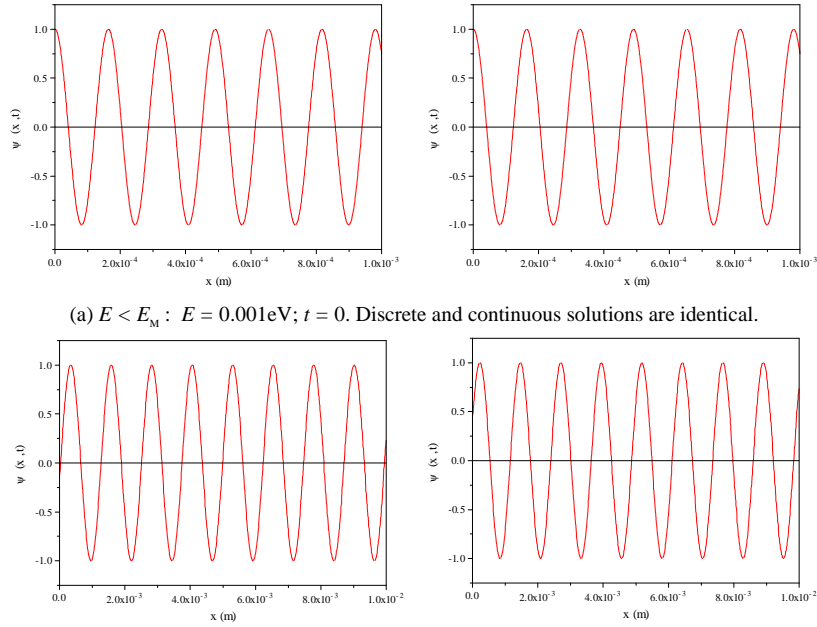 1.0
0.5
0.0
-0.5
-1.0
ψ (x ,t)
0.0 2.0x10⁻⁴ 4.0x10⁻⁴ 6.0x10⁻⁴ 8.0x10⁻⁴ 1.0x10⁻³
x (m)
1.0
0.5
0.0
-0.5
-1.0
ψ (x ,t)
0.0 2.0x10⁻⁴ 4.0x10⁻⁴ 6.0x10⁻⁴ 8.0x10⁻⁴ 1.0x10⁻³
x (m)
(a) E < E_M : E = 0.001eV; t = 0. Discrete and continuous solutions are identical.
1.0
0.5
0.0
-0.5
-1.0
ψ (x ,t)
0.0 2.0x10⁻³ 4.0x10⁻³ 6.0x10⁻³ 8.0x10⁻³ 1.0x10⁻²
x (m)
1.0
0.5
0.0
-0.5
-1.0
ψ (x ,t)
0.0 2.0x10⁻³ 4.0x10⁻³ 6.0x10⁻³ 8.0x10⁻³ 1.0x10⁻²
x (m)